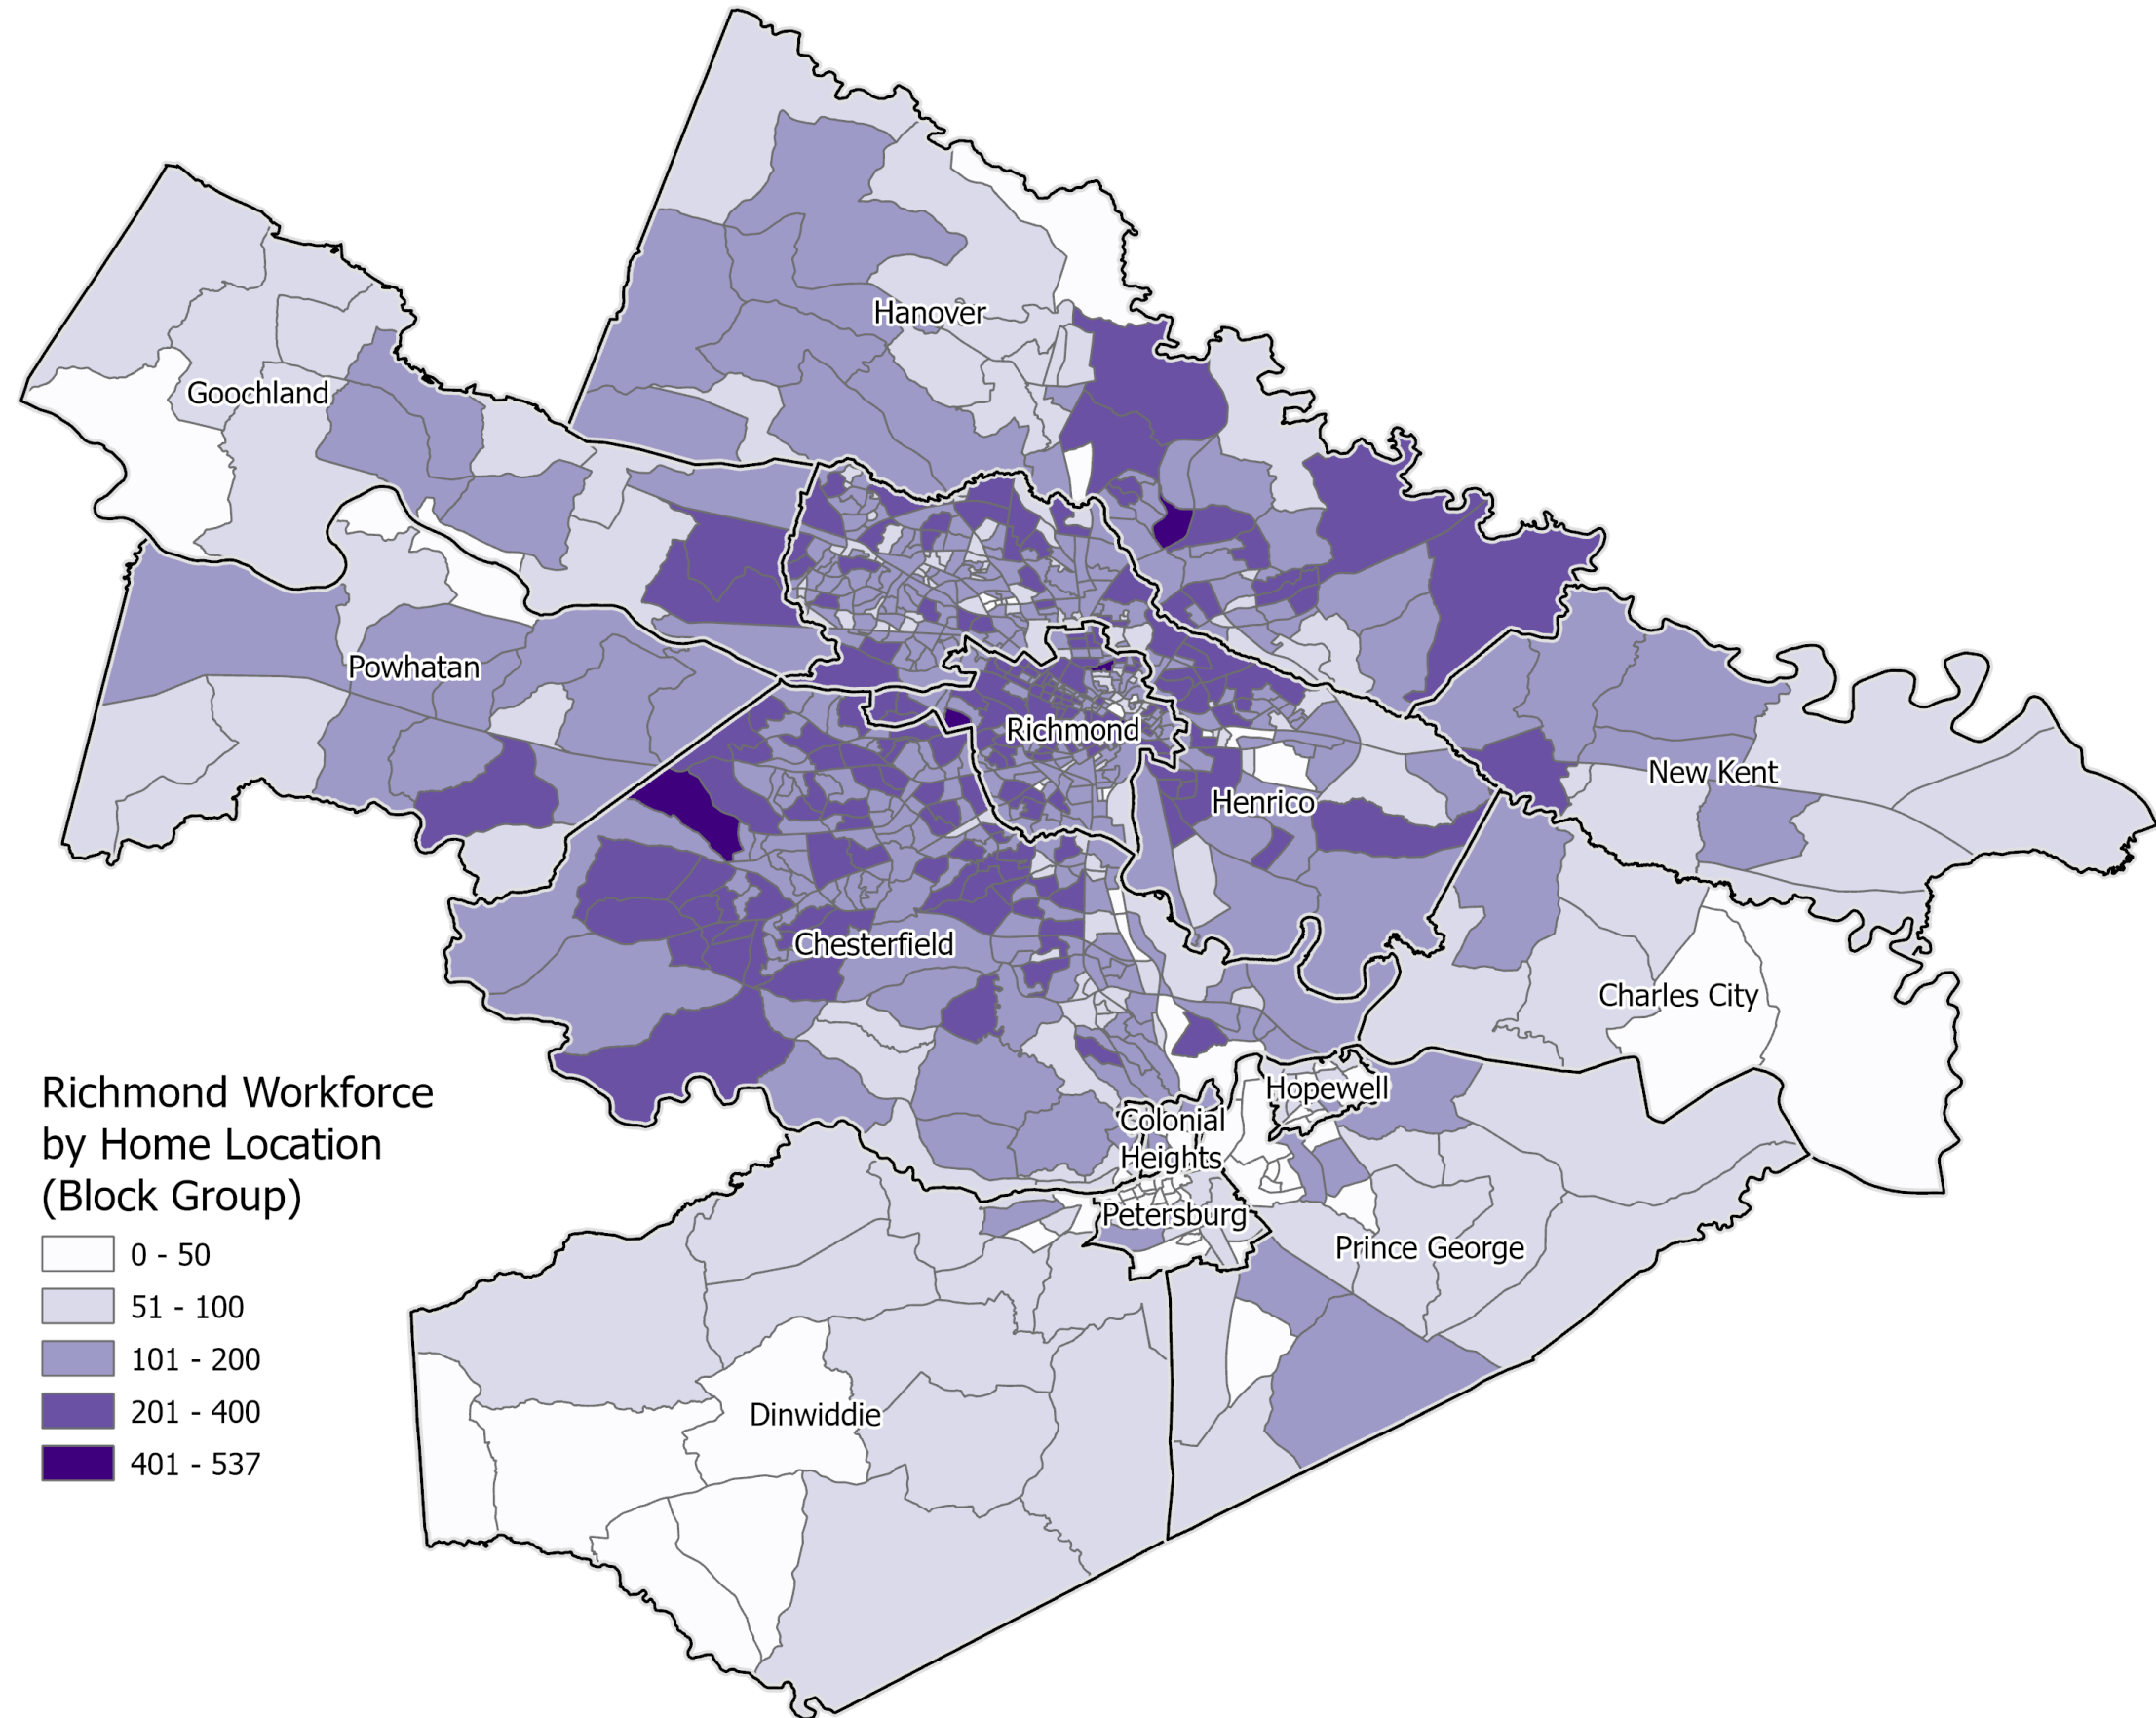 Hanover
Goochland
Powhatan
Richmond
New Kent
Henrico
Chesterfield
Charles City
Hopewell
Colonial
Heights
Petersburg
Prince George
Dinwiddie
Richmond Workforce
by Home Location
(Block Group)
0 - 50
51 - 100
101 - 200
201 - 400
401 - 537